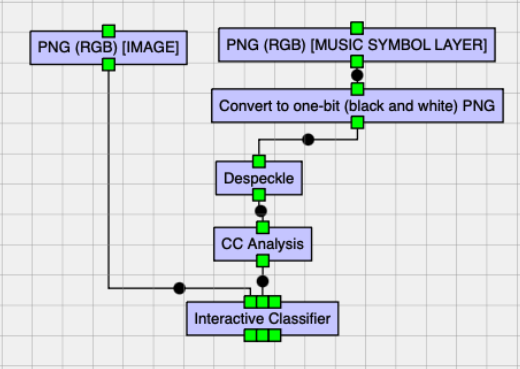 PNG (RGB) [IMAGE]
PNG (RGB) [MUSIC SYMBOL LAYER]
Convert to one-bit (black and white) PNG
Despeckle
CC Analysis
Interactive Classifier